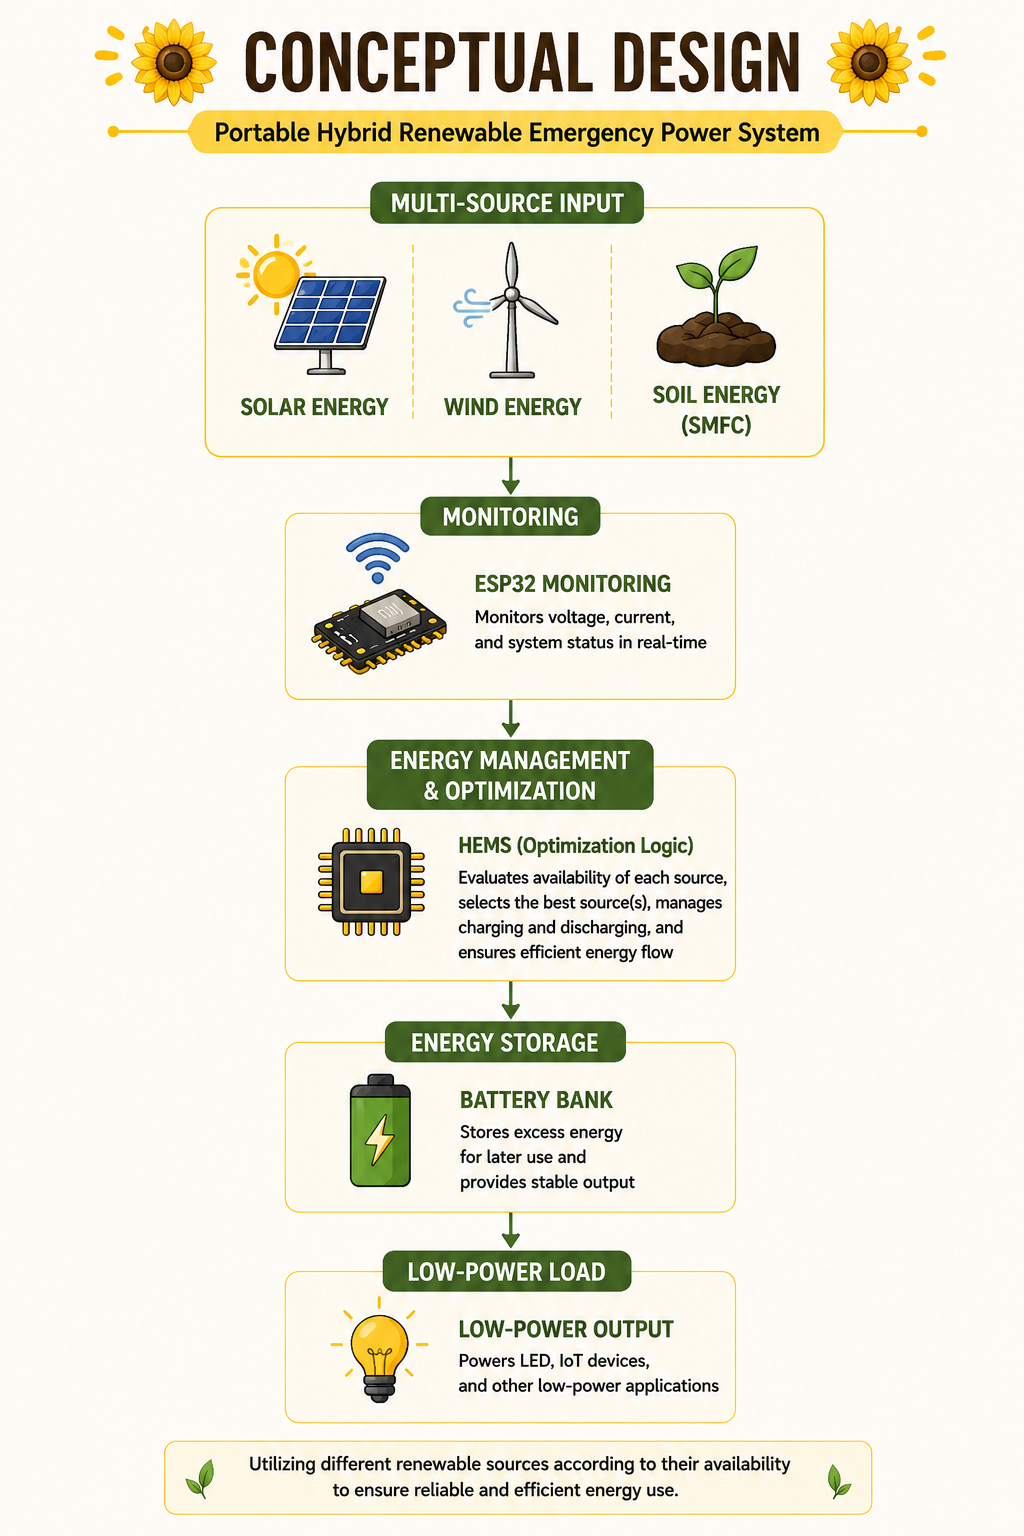 CONCEPTUAL DESIGN
Portable Hybrid Renewable Emergency Power System
MULTI-SOURCE INPUT
SOLAR ENERGY
WIND ENERGY
SOIL ENERGY
(SMFC)
MONITORING
ESP32 MONITORING
Monitors voltage, current,
and system status in real-time
ENERGY MANAGEMENT
& OPTIMIZATION
HEMS (Optimization Logic)
Evaluates availability of each source,
selects the best source(s), manages
charging and discharging, and
ensures efficient energy flow
ENERGY STORAGE
BATTERY BANK
Stores excess energy
for later use and
provides stable output
LOW-POWER LOAD
LOW-POWER OUTPUT
Powers LED, IoT devices,
and other low-power applications
Utilizing different renewable sources according to their availability
to ensure reliable and efficient energy use.